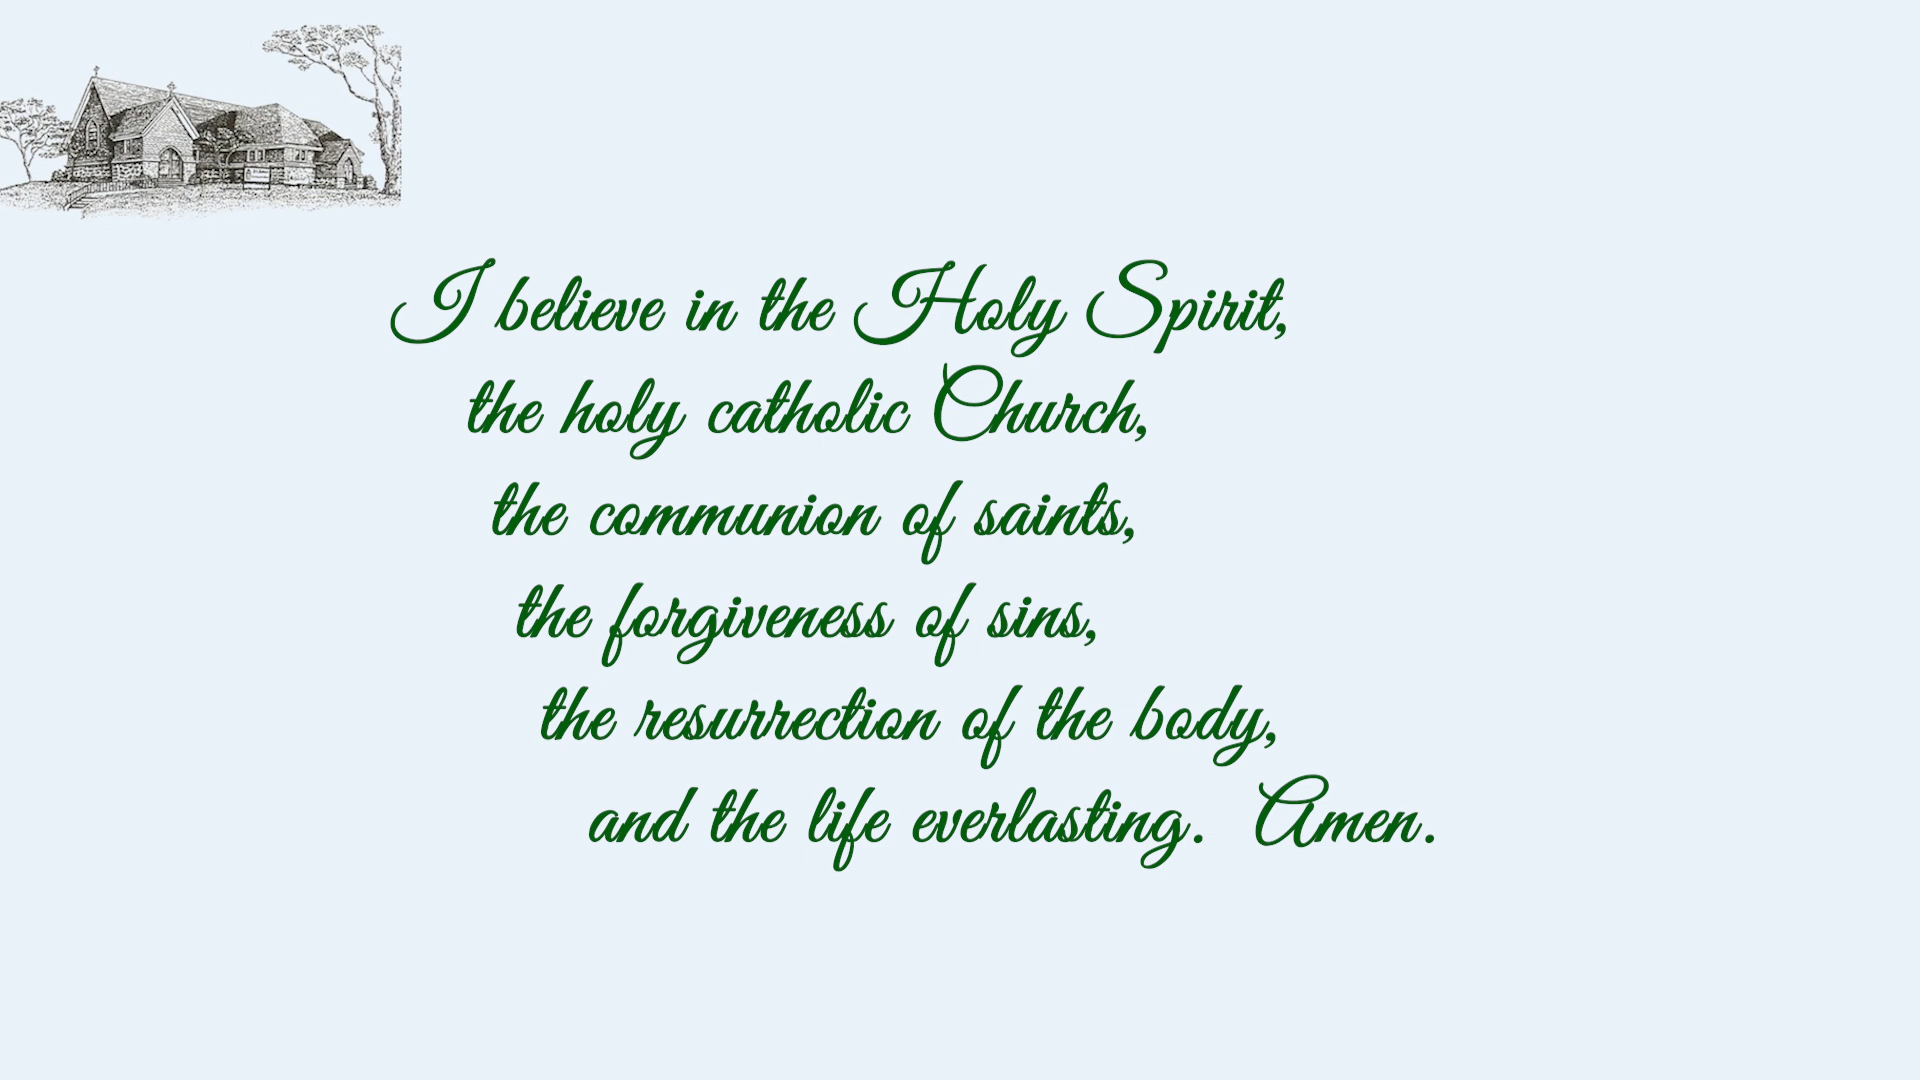 I believe in the Holy Spirit,
the holy catholic Church,
the communion of saints,
the forgiveness of sins,
the resurrection of the body,
and the life everlasting.  Amen.